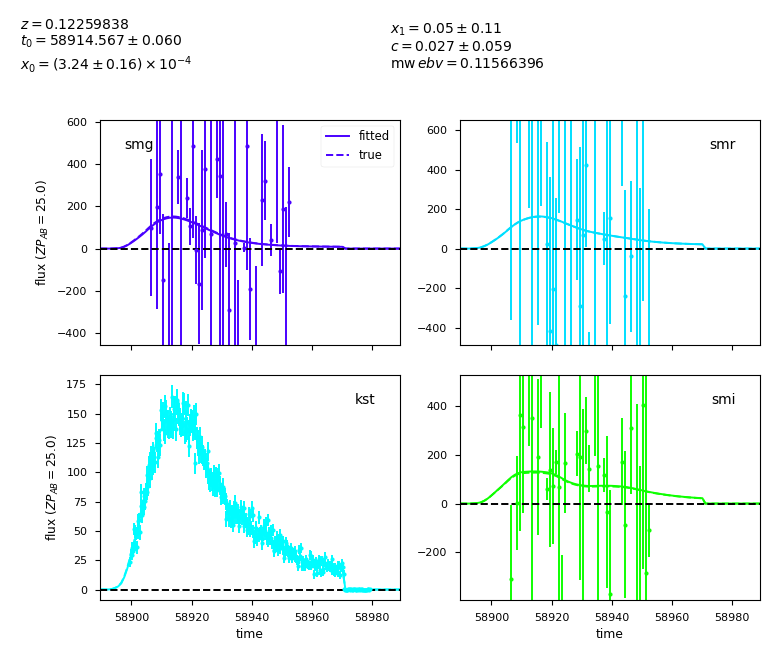 z = 0.12259838
t₀ = 58914.567 ± 0.060
x₀ = (3.24 ± 0.16) × 10⁻⁴
x₁ = 0.05 ± 0.11
c = 0.027 ± 0.059
mw ebv = 0.11566396
smg
fitted
true
600
400
200
0
−200
−400
flux (ZP_AB = 25.0)
smr
600
400
200
0
−200
−400
kst
175
150
125
100
75
50
25
0
flux (ZP_AB = 25.0)
58900 58920 58940 58960 58980
time
smi
400
200
0
−200
58900 58920 58940 58960 58980
time